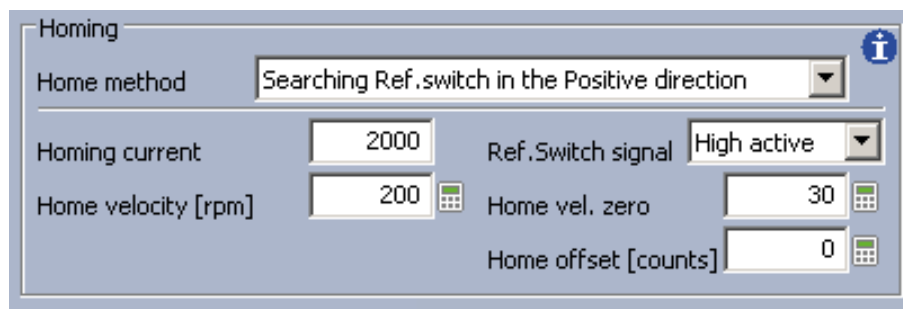 Homing
Home method Searching Ref.switch in the Positive direction
Homing current 2000 Ref.Switch signal High active
Home velocity [rpm] 200 Home vel. zero 30
Home offset [counts] 0